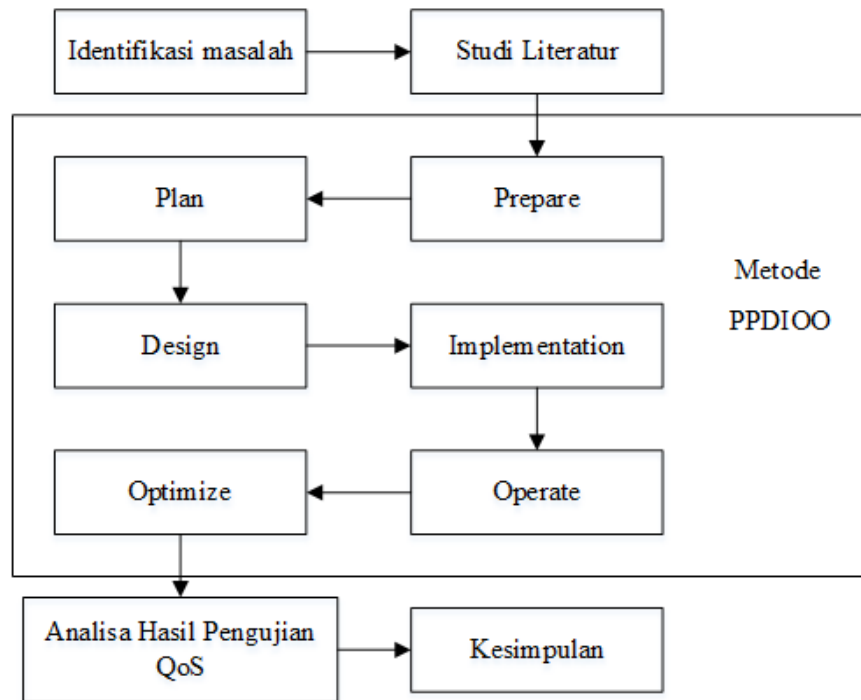 Identifikasi masalah
Studi Literatur
Plan
Prepare
Metode
PPDIOO
Design
Implementation
Optimize
Operate
Analisa Hasil Pengujian
QoS
Kesimpulan